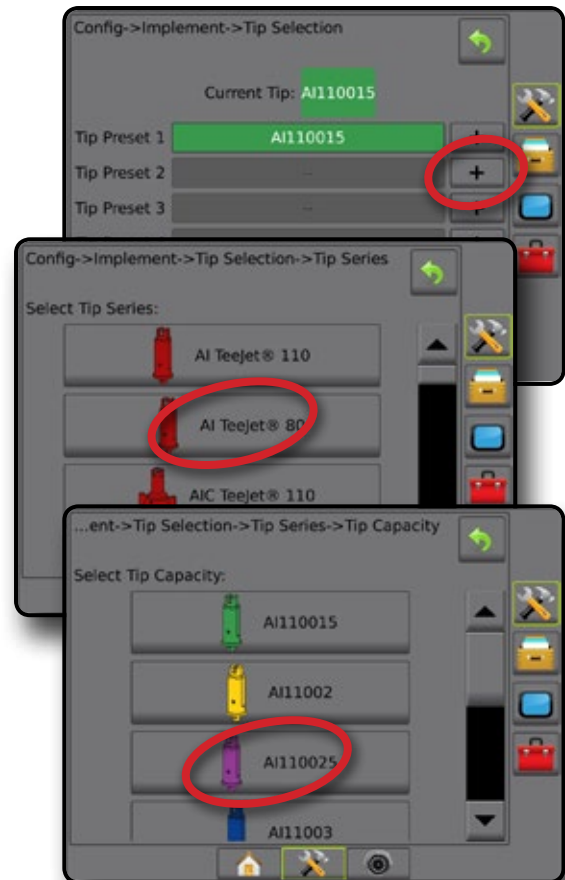 Config->Implement->Tip Selection
Current Tip: AI110015
Tip Preset 1 AI110015 +
Tip Preset 2 -- +
Tip Preset 3 -- +
Config->Implement->Tip Selection->Tip Series
Select Tip Series:
AI TeeJet® 110
AI TeeJet® 80
AIC TeeJet® 110
...ent->Tip Selection->Tip Series->Tip Capacity
Select Tip Capacity:
AI110015
AI11002
AI110025
AI11003